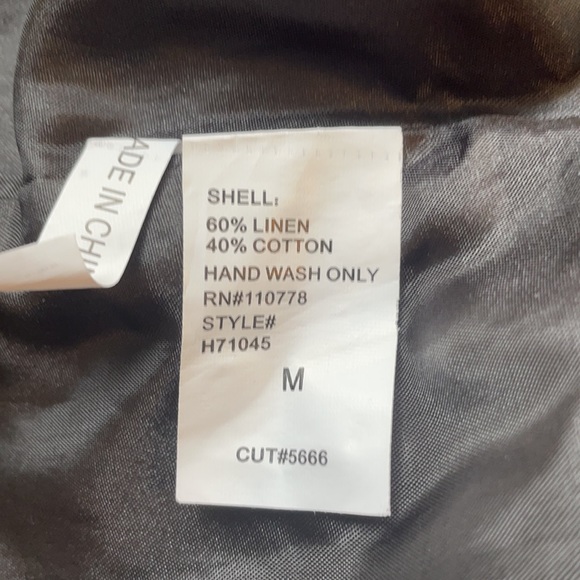 ADE IN CHI
SHELL:
60% LINEN
40% COTTON
HAND WASH ONLY
RN#110778
STYLE#
H71045
M
CUT#5666